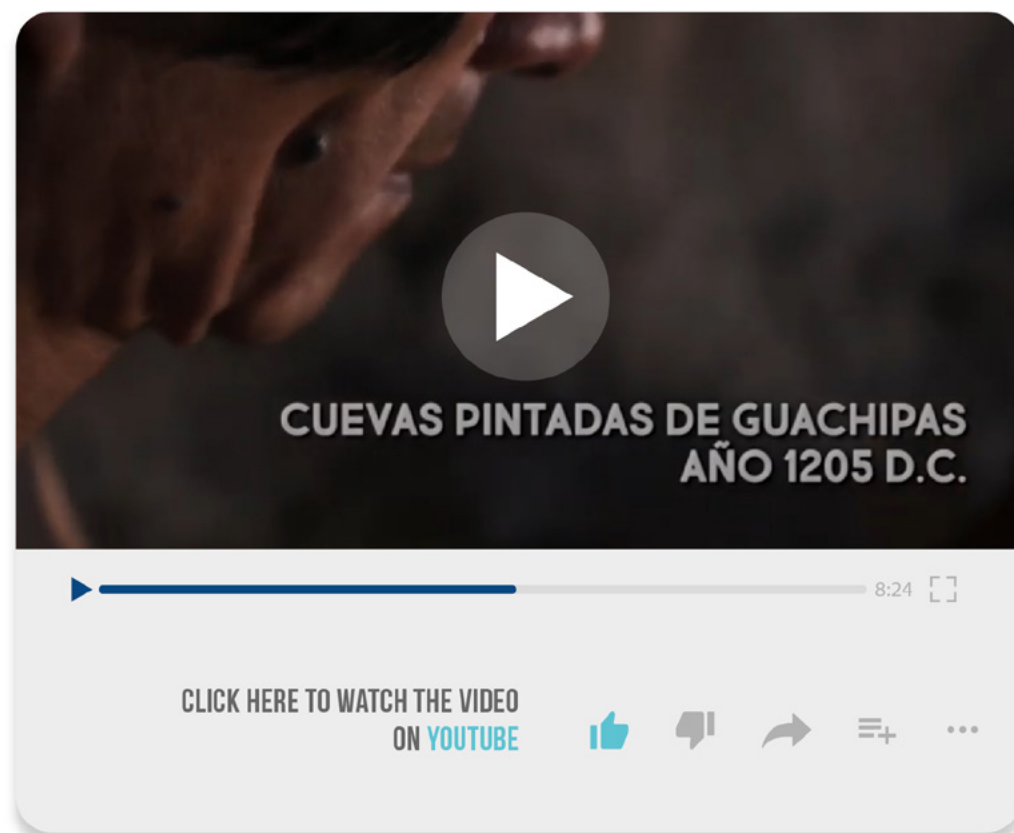 CUEVAS PINTADAS DE GUACHIPAS
AÑO 1205 D.C.
8:24
CLICK HERE TO WATCH THE VIDEO
ON YOUTUBE